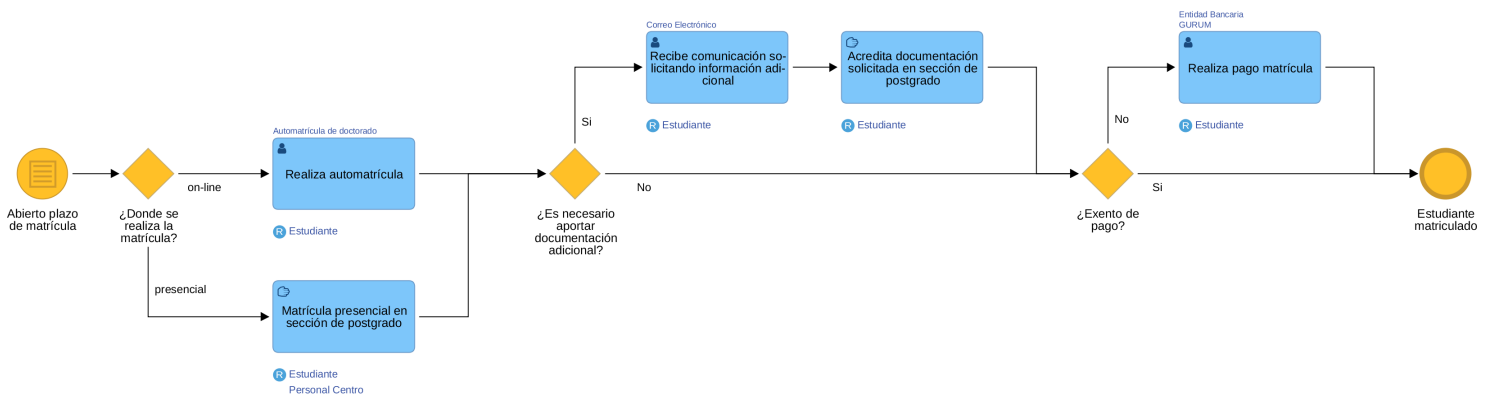 Abierto plazo
de matrícula
¿Donde se
realiza la
matrícula?
on-line
presencial
Automatrícula de doctorado
Realiza automatrícula
R Estudiante
Matrícula presencial en
sección de postgrado
R Estudiante
Personal Centro
¿Es necesario
aportar
documentación
adicional?
Si
No
Correo Electrónico
Recibe comunicación so-
licitando información adi-
cional
R Estudiante
Acredita documentación
solicitada en sección de
postgrado
R Estudiante
¿Exento de
pago?
No
Si
Entidad Bancaria
GURUM
Realiza pago matrícula
R Estudiante
Estudiante
matriculado